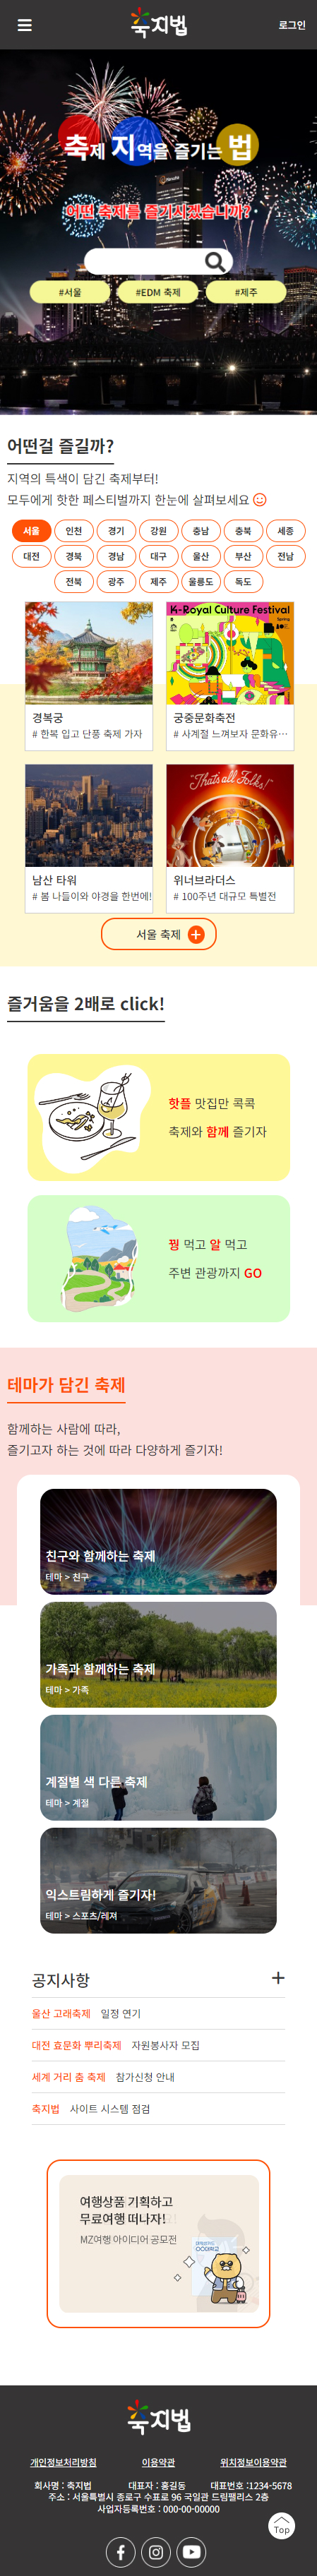 축지법
로그인
축제 지역을 즐기는 법
어떤 축제를 즐기시겠습니까?
#서울
#EDM 축제
#제주
어떤걸 즐길까?
지역의 특색이 담긴 축제부터!
모두에게 핫한 페스티벌까지 한눈에 살펴보세요
서울 인천 경기 강원 충남 충북 세종
대전 경북 경남 대구 울산 부산 전남
전북 광주 제주 울릉도 독도
K-Royal Culture Festival
Spring
경복궁
# 한복 입고 단풍 축제 가자
궁중문화축전
# 사계절 느껴보자 문화유…
"That's all Folks!"
남산 타워
# 봄 나들이와 야경을 한번에!
위너브라더스
# 100주년 대규모 특별전
서울 축제
즐거움을 2배로 click!
핫플 맛집만 콕콕
축제와 함께 즐기자
꿩 먹고 알 먹고
주변 관광까지 GO
테마가 담긴 축제
함께하는 사람에 따라,
즐기고자 하는 것에 따라 다양하게 즐기자!
친구와 함께하는 축제
테마 > 친구
가족과 함께하는 축제
테마 > 가족
계절별 색 다른 축제
테마 > 계절
익스트림하게 즐기자!
테마 > 스포츠/레져
공지사항
울산 고래축제 일정 연기
대전 효문화 뿌리축제 자원봉사자 모집
세계 거리 춤 축제 참가신청 안내
축지법 사이트 시스템 점검
여행상품 기획하고
무료여행 떠나자!
MZ여행 아이디어 공모전
축지법
개인정보처리방침
이용약관
위치정보이용약관
회사명 : 축지법 대표자 : 홍길동 대표번호 :1234-5678
주소 : 서울특별시 종로구 수표로 96 국일관 드림팰리스 2층
사업자등록번호 : 000-00-00000
Top